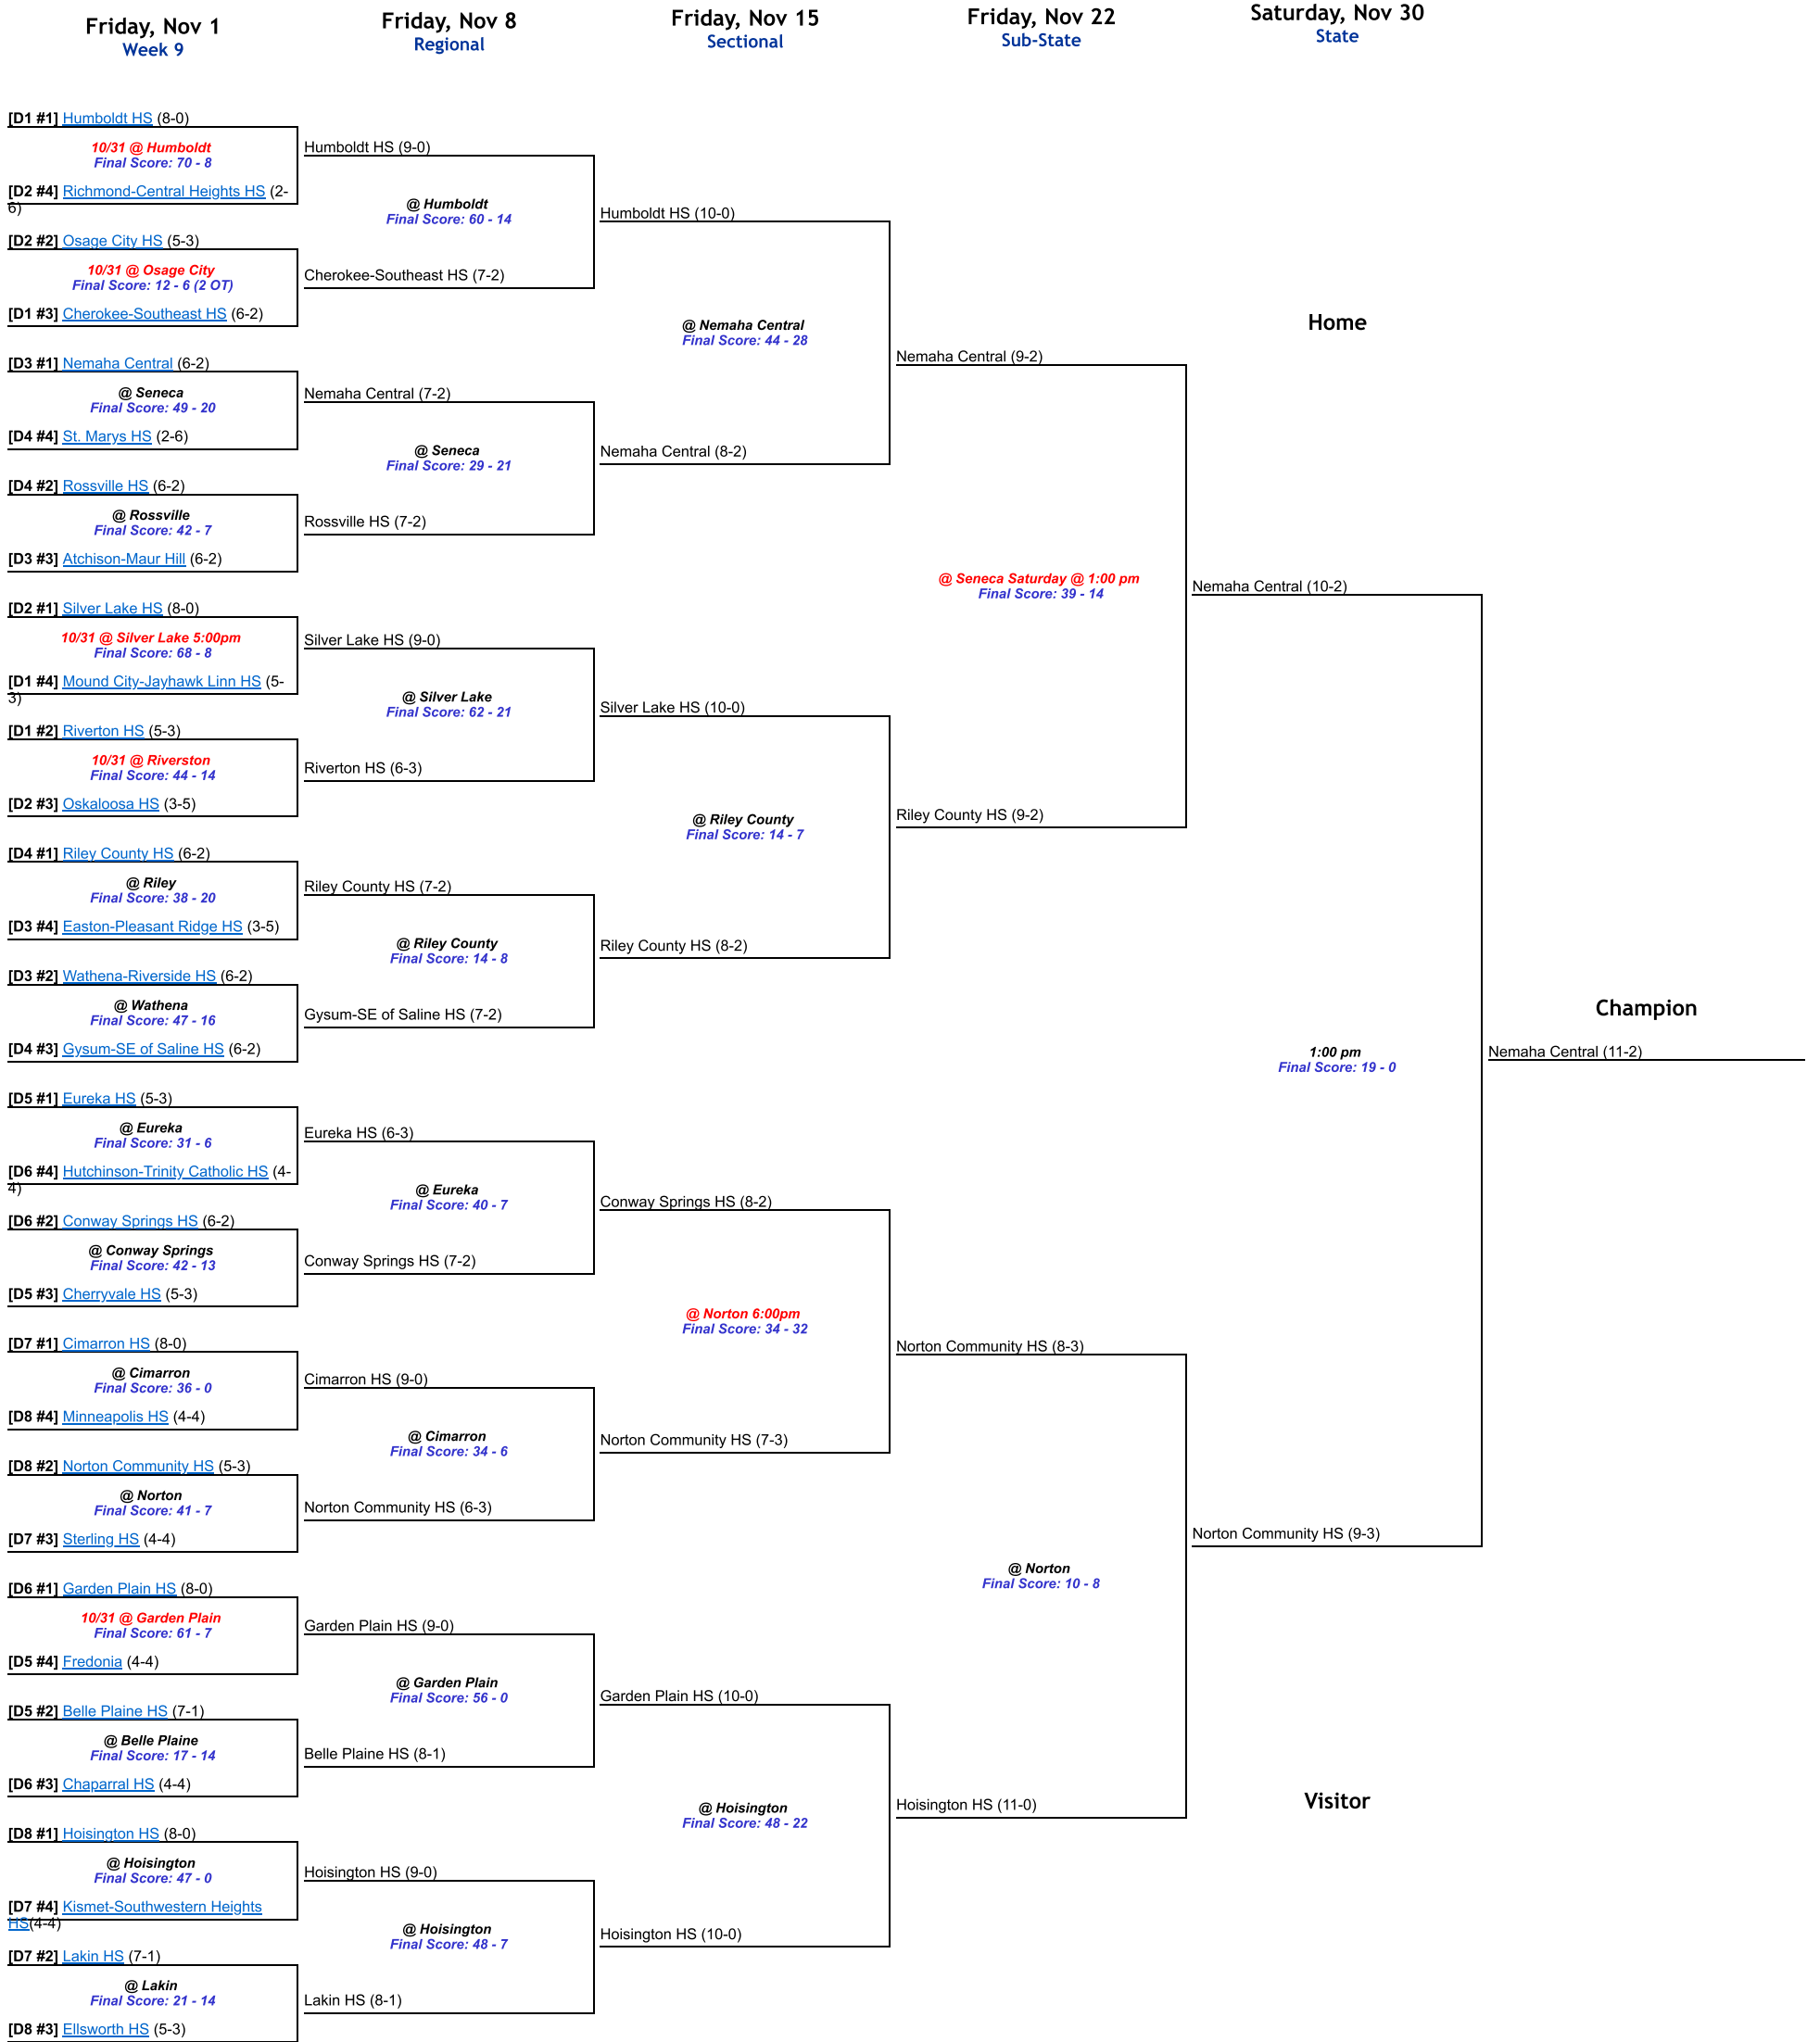 Friday, Nov 1
Week 9
Friday, Nov 8
Regional
Friday, Nov 15
Sectional
Friday, Nov 22
Sub-State
Saturday, Nov 30
State
[D1 #1] Humboldt HS (8-0)
10/31 @ Humboldt
Final Score: 70 - 8
[D2 #4] Richmond-Central Heights HS (2-
6)
[D2 #2] Osage City HS (5-3)
10/31 @ Osage City
Final Score: 12 - 6 (2 OT)
[D1 #3] Cherokee-Southeast HS (6-2)
[D3 #1] Nemaha Central (6-2)
@ Seneca
Final Score: 49 - 20
[D4 #4] St. Marys HS (2-6)
[D4 #2] Rossville HS (6-2)
@ Rossville
Final Score: 42 - 7
[D3 #3] Atchison-Maur Hill (6-2)
[D2 #1] Silver Lake HS (8-0)
10/31 @ Silver Lake 5:00pm
Final Score: 68 - 8
[D1 #4] Mound City-Jayhawk Linn HS (5-
3)
[D1 #2] Riverton HS (5-3)
10/31 @ Riverston
Final Score: 44 - 14
[D2 #3] Oskaloosa HS (3-5)
[D4 #1] Riley County HS (6-2)
@ Riley
Final Score: 38 - 20
[D3 #4] Easton-Pleasant Ridge HS (3-5)
[D3 #2] Wathena-Riverside HS (6-2)
@ Wathena
Final Score: 47 - 16
[D4 #3] Gysum-SE of Saline HS (6-2)
[D5 #1] Eureka HS (5-3)
@ Eureka
Final Score: 31 - 6
[D6 #4] Hutchinson-Trinity Catholic HS (4-
4)
[D6 #2] Conway Springs HS (6-2)
@ Conway Springs
Final Score: 42 - 13
[D5 #3] Cherryvale HS (5-3)
[D7 #1] Cimarron HS (8-0)
@ Cimarron
Final Score: 36 - 0
[D8 #4] Minneapolis HS (4-4)
[D8 #2] Norton Community HS (5-3)
@ Norton
Final Score: 41 - 7
[D7 #3] Sterling HS (4-4)
[D6 #1] Garden Plain HS (8-0)
10/31 @ Garden Plain
Final Score: 61 - 7
[D5 #4] Fredonia (4-4)
[D5 #2] Belle Plaine HS (7-1)
@ Belle Plaine
Final Score: 17 - 14
[D6 #3] Chaparral HS (4-4)
[D8 #1] Hoisington HS (8-0)
@ Hoisington
Final Score: 47 - 0
[D7 #4] Kismet-Southwestern Heights
HS(4-4)
[D7 #2] Lakin HS (7-1)
@ Lakin
Final Score: 21 - 14
[D8 #3] Ellsworth HS (5-3)
Humboldt HS (9-0)
@ Humboldt
Final Score: 60 - 14
Cherokee-Southeast HS (7-2)
Nemaha Central (7-2)
@ Seneca
Final Score: 29 - 21
Rossville HS (7-2)
Silver Lake HS (9-0)
@ Silver Lake
Final Score: 62 - 21
Riverton HS (6-3)
Riley County HS (7-2)
@ Riley County
Final Score: 14 - 8
Gysum-SE of Saline HS (7-2)
Eureka HS (6-3)
@ Eureka
Final Score: 40 - 7
Conway Springs HS (7-2)
Cimarron HS (9-0)
@ Cimarron
Final Score: 34 - 6
Norton Community HS (6-3)
Garden Plain HS (9-0)
@ Garden Plain
Final Score: 56 - 0
Belle Plaine HS (8-1)
Hoisington HS (9-0)
@ Hoisington
Final Score: 48 - 7
Lakin HS (8-1)
Humboldt HS (10-0)
@ Nemaha Central
Final Score: 44 - 28
Nemaha Central (8-2)
Silver Lake HS (10-0)
@ Riley County
Final Score: 14 - 7
Riley County HS (8-2)
Conway Springs HS (8-2)
@ Norton 6:00pm
Final Score: 34 - 32
Norton Community HS (7-3)
Garden Plain HS (10-0)
@ Hoisington
Final Score: 48 - 22
Hoisington HS (10-0)
Nemaha Central (9-2)
@ Seneca Saturday @ 1:00 pm
Final Score: 39 - 14
Riley County HS (9-2)
Norton Community HS (8-3)
@ Norton
Final Score: 10 - 8
Hoisington HS (11-0)
Home
Nemaha Central (10-2)
1:00 pm
Final Score: 19 - 0
Norton Community HS (9-3)
Visitor
Champion
Nemaha Central (11-2)